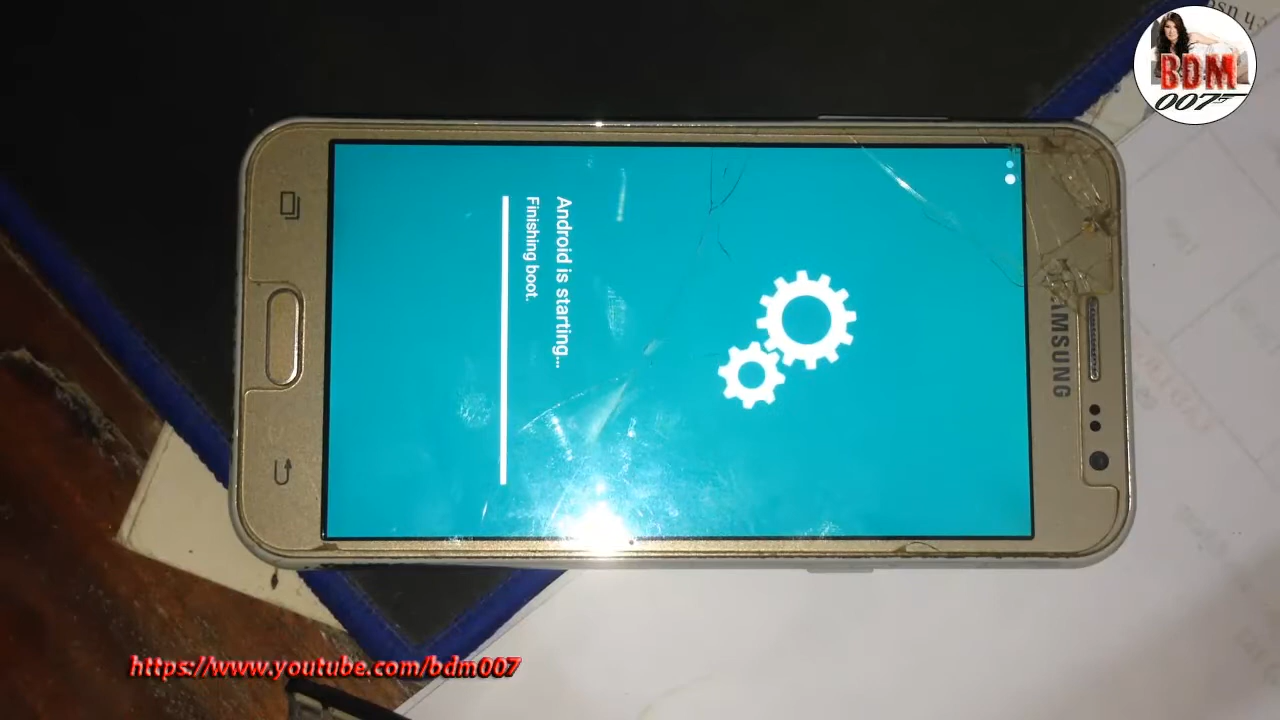 BDM
007
Android is starting...
Finishing boot.
SAMSUNG
https://www.youtube.com/bdm007